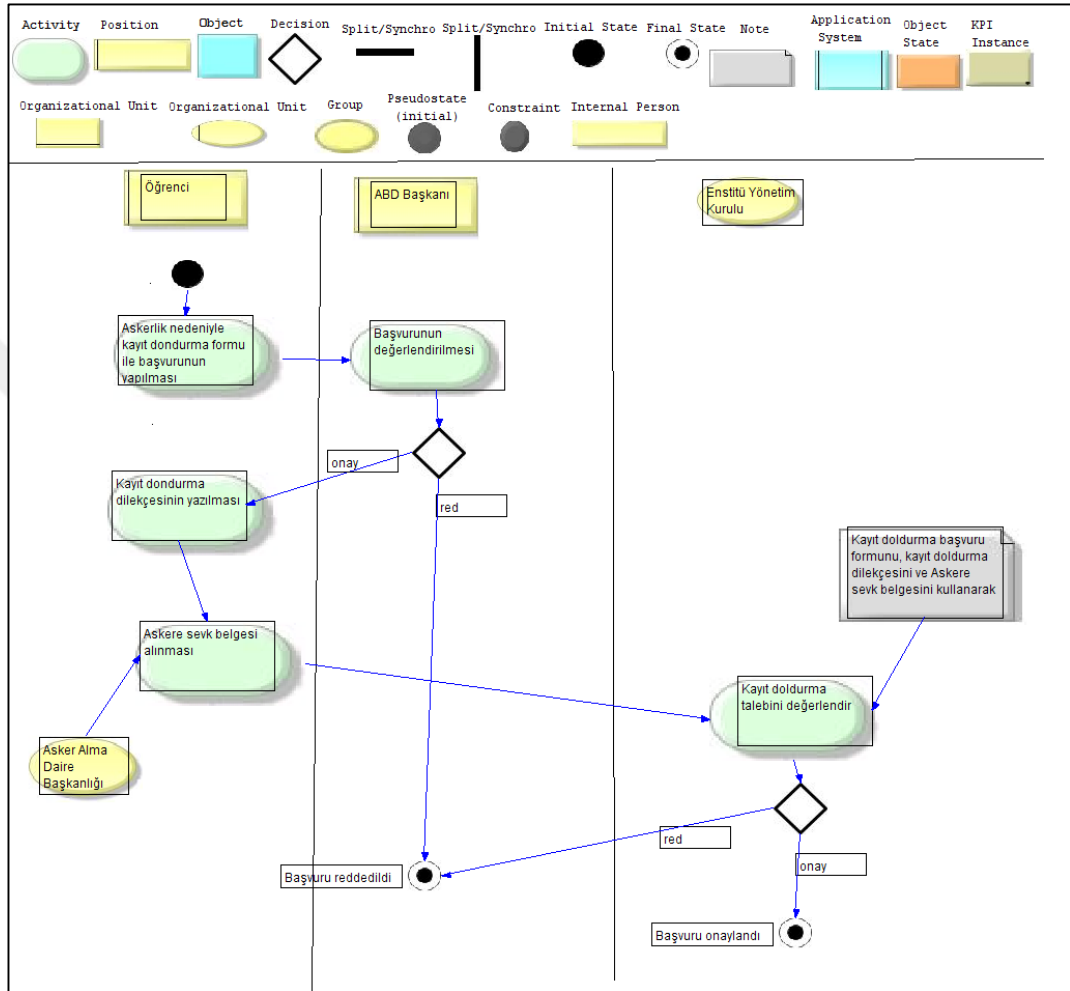 Activity
Position
Object
Decision
Split/Synchro
Split/Synchro
Initial State
Final State
Note
Application
System
Object
State
KPI
Instance
Organizational Unit
Organizational Unit
Group
Pseudostate
(initial)
Constraint
Internal Person
Öğrenci
ABD Başkanı
Enstitü Yönetim
Kurulu
Askerlik nedeniyle
kayıt dondurma formu
ile başvurunun
yapılması
Başvurunun
değerlendirilmesi
onay
red
Kayıt dondurma
dilekçesinin yazılması
Kayıt doldurma başvuru
formunu, kayıt doldurma
dilekçesini ve Askere
sevk belgesini kullanarak
Askere sevk belgesi
alınması
Kayıt doldurma
talebini değerlendir
Asker Alma
Daire
Başkanlığı
red
onay
Başvuru reddedildi
Başvuru onaylandı